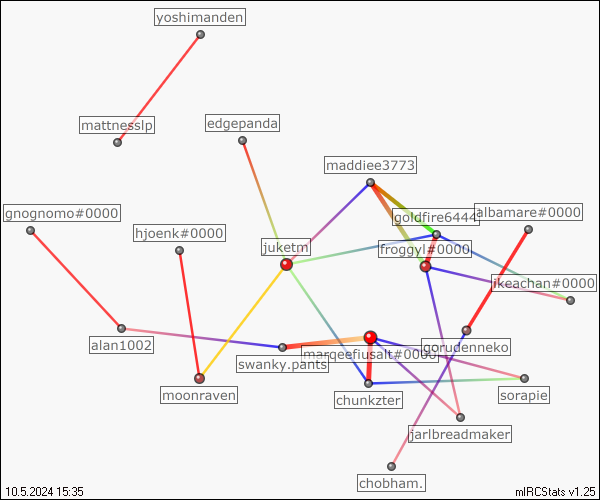 yoshimanden
mattnesslp
edgepanda
maddiee3773
gnognomo#0000
goldfire6444
albamare#0000
hjoenk#0000
juketm
froggyl#0000
ikeachan#0000
alan1002
gorudenneko
marqeefiusalt#0000
swanky.pants
moonraven
chunkzter
sorapie
jarlbreadmaker
chobham.
10.5.2024 15:35
mIRCStats v1.25